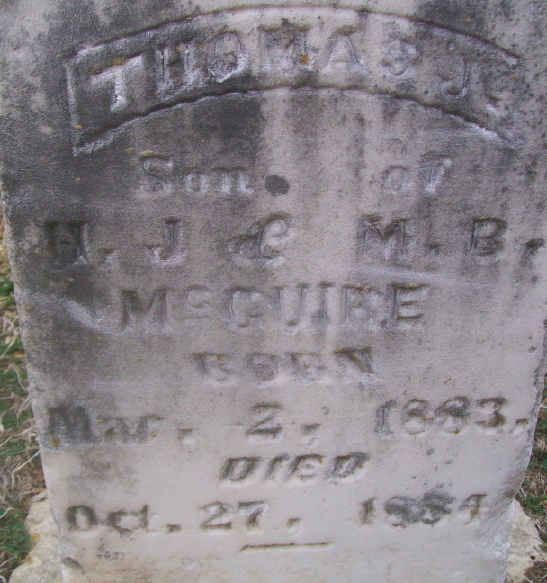 THOMAS J.
Son of
H. J & M. B.
McGUIRE
BORN
Mar. 2, 1883.
DIED
Oct. 27, 1884